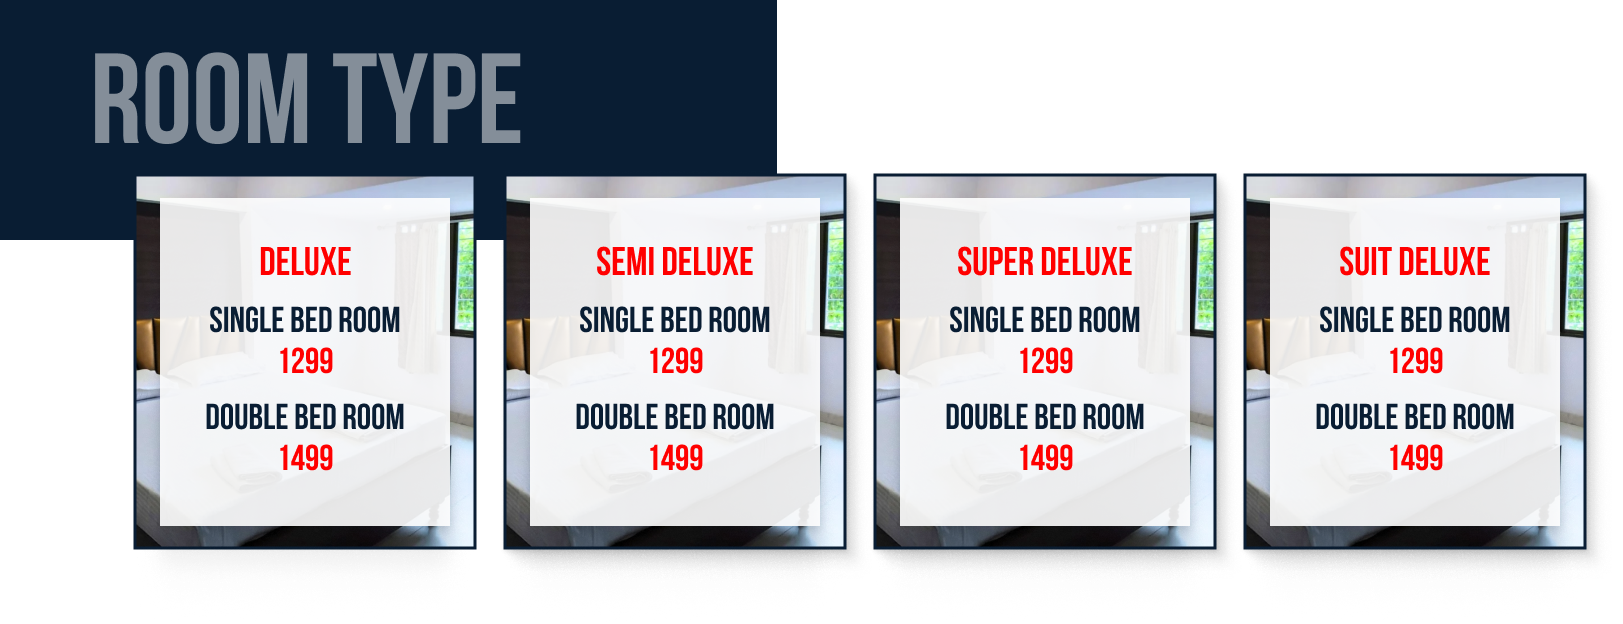 ROOM TYPE
DELUXE
SINGLE BED ROOM
1299
DOUBLE BED ROOM
1499
SEMI DELUXE
SINGLE BED ROOM
1299
DOUBLE BED ROOM
1499
SUPER DELUXE
SINGLE BED ROOM
1299
DOUBLE BED ROOM
1499
SUIT DELUXE
SINGLE BED ROOM
1299
DOUBLE BED ROOM
1499